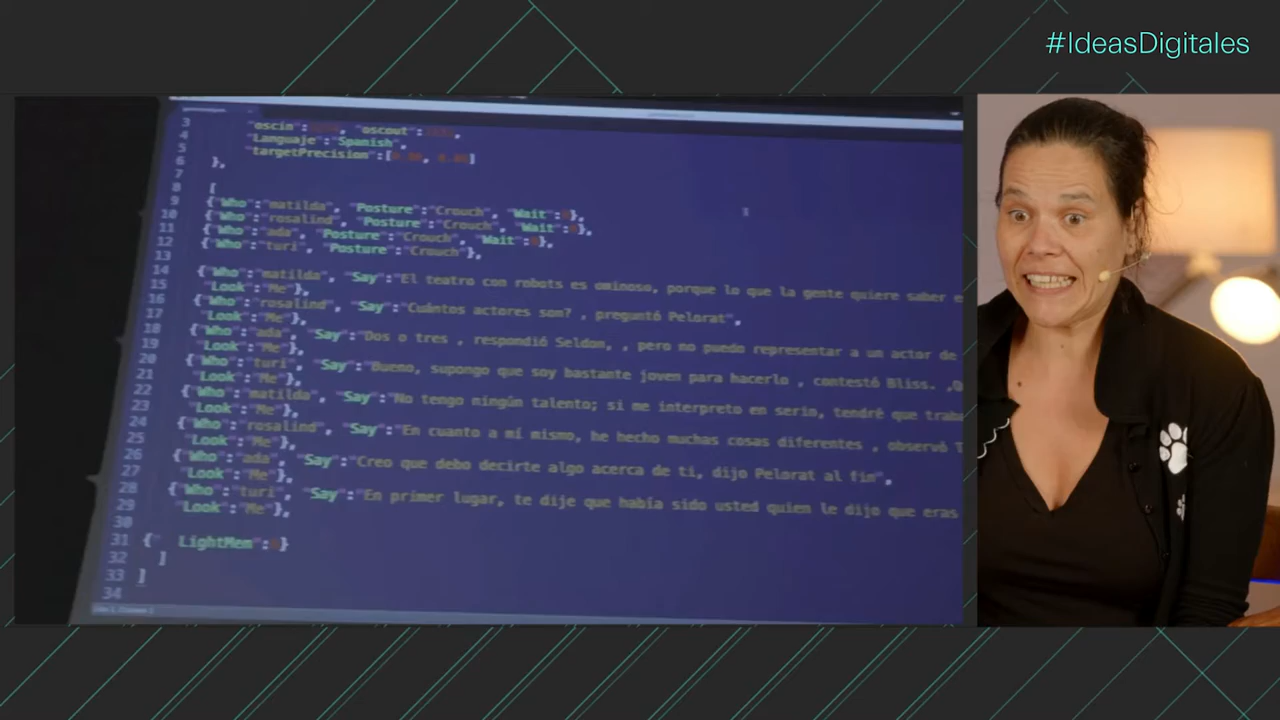 #IdeasDigitales
3 "oscin": , "oscout": ,
4 "Languaje":"Spanish",
5 "targetPrecision":[ , ]
6 },
7
8 [
9 {"Who":"matilda", "Posture":"Crouch", "Wait": },
10 {"Who":"rosalind", "Posture":"Crouch", "Wait": },
11 {"Who":"ada", "Posture":"Crouch", "Wait": },
12 {"Who":"turi", "Posture":"Crouch"},
13
14 {"Who":"matilda", "Say":"El teatro con robots es ominoso, porque lo que la gente quiere saber
15 "Look":"Me"},
16 {"Who":"rosalind", "Say":"Cuántos actores som? , preguntó Pelorat",
17 "Look":"Me"},
18 {"Who":"ada", "Say":"Dos o tres , respondió Seldon, , pero no puedo representar a un actor de
19 "Look":"Me"},
20 {"Who":"turi", "Say":"Bueno, supongo que soy bastante joven para hacerlo , contestó Bliss.
21 "Look":"Me"},
22 {"Who":"matilda", "Say":"No tengo ningún talento; si me interpreto en serio, tendré que
23 "Look":"Me"},
24 {"Who":"rosalind", "Say":"En cuanto a mí mismo, he hecho muchas cosas diferentes , observó
25 "Look":"Me"},
26 {"Who":"ada", "Say":"Creo que debo decirte algo acerca de ti, dijo Pelorat al fin",
27 "Look":"Me"},
28 {"Who":"turi", "Say":"En primer lugar, te dije que había sido usted quien le dijo que eras
29 "Look":"Me"},
30
31 {" LightMem": }
32 ]
33 ]
34